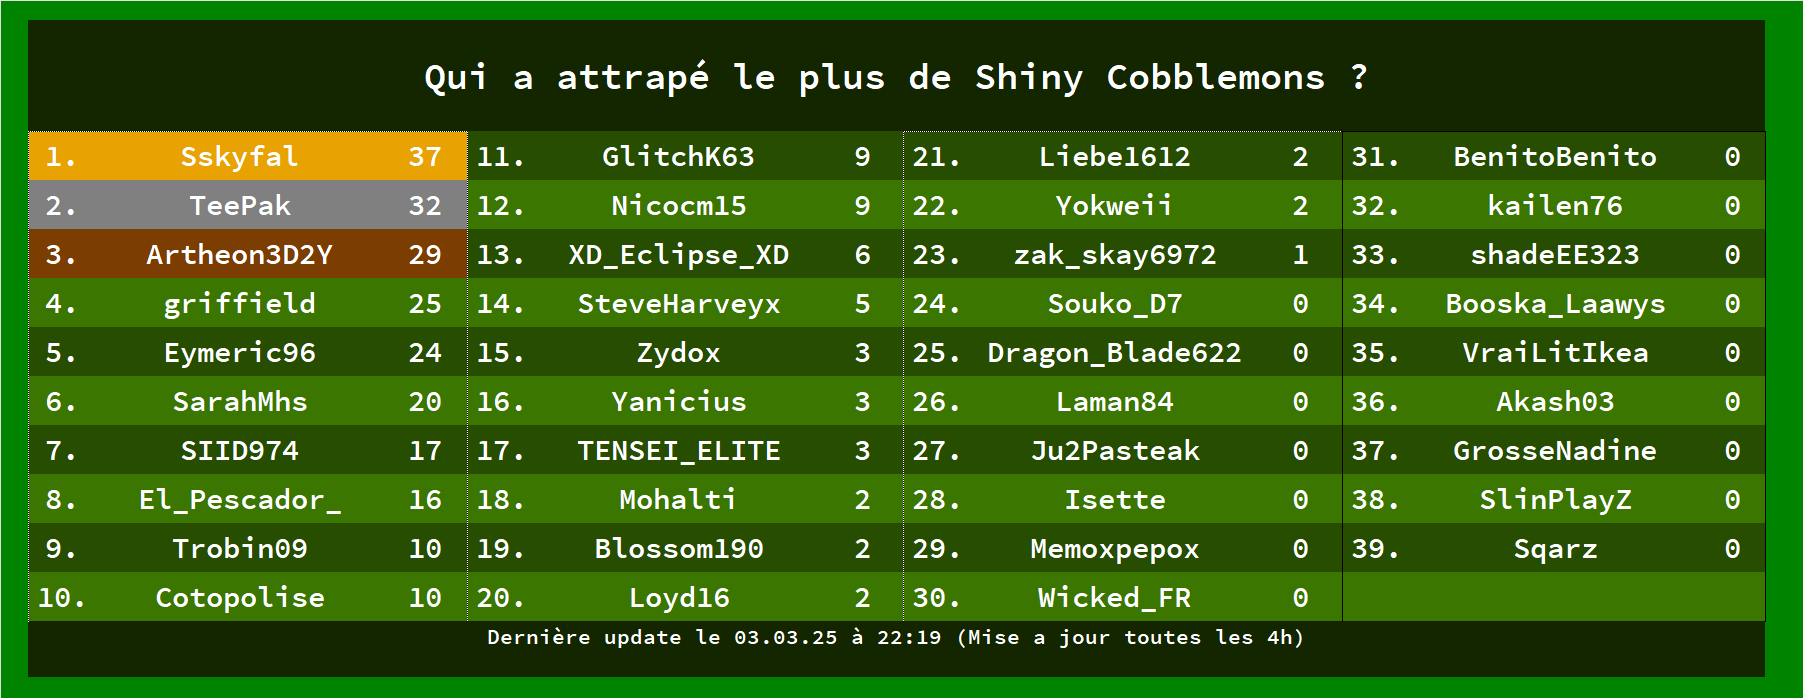 Qui a attrapé le plus de Shiny Cobblemons ?
1. Sskyfal 37
2. TeePak 32
3. Artheon3D2Y 29
4. griffield 25
5. Eymeric96 24
6. SarahMhs 20
7. SIID974 17
8. El_Pescador_ 16
9. Trobin09 10
10. Cotopolise 10
11. GlitchK63 9
12. Nicocm15 9
13. XD_Eclipse_XD 6
14. SteveHarveyx 5
15. Zydox 3
16. Yanicius 3
17. TENSEI_ELITE 3
18. Mohalti 2
19. Blossom190 2
20. Loyd16 2
21. Liebe1612 2
22. Yokweii 2
23. zak_skay6972 1
24. Souko_D7 0
25. Dragon_Blade622 0
26. Laman84 0
27. Ju2Pasteak 0
28. Isette 0
29. Memoxpepox 0
30. Wicked_FR 0
31. BenitoBenito 0
32. kailen76 0
33. shadeEE323 0
34. Booska_Laawys 0
35. VraiLitIkea 0
36. Akash03 0
37. GrosseNadine 0
38. SlinPlayZ 0
39. Sqarz 0
Dernière update le 03.03.25 à 22:19 (Mise a jour toutes les 4h)